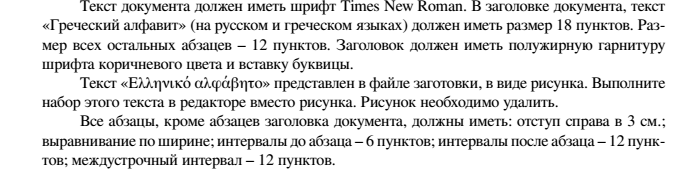 Текст документа должен иметь шрифт Times New Roman. В заголовке документа, текст
«Греческий алфавит» (на русском и греческом языках) должен иметь размер 18 пунктов. Раз-
мер всех остальных абзацев – 12 пунктов. Заголовок должен иметь полужирную гарнитуру
шрифта коричневого цвета и вставку буквицы.
Текст «Ελληνικό αλφάβητο» представлен в файле заготовки, в виде рисунка. Выполните
набор этого текста в редакторе вместо рисунка. Рисунок необходимо удалить.
Все абзацы, кроме абзацев заголовка документа, должны иметь: отступ справа в 3 см.;
выравнивание по ширине; интервалы до абзаца – 6 пунктов; интервалы после абзаца – 12 пунк-
тов; междустрочный интервал – 12 пунктов.